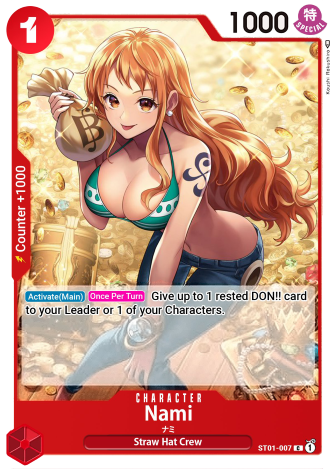 1
1000
特
SPECIAL
Counter +1000
B
Activate(Main) Once Per Turn Give up to 1 rested DON!! card
to your Leader or 1 of your Characters.
CHARACTER
Nami
ナミ
Straw Hat Crew
ST01-007 C 1